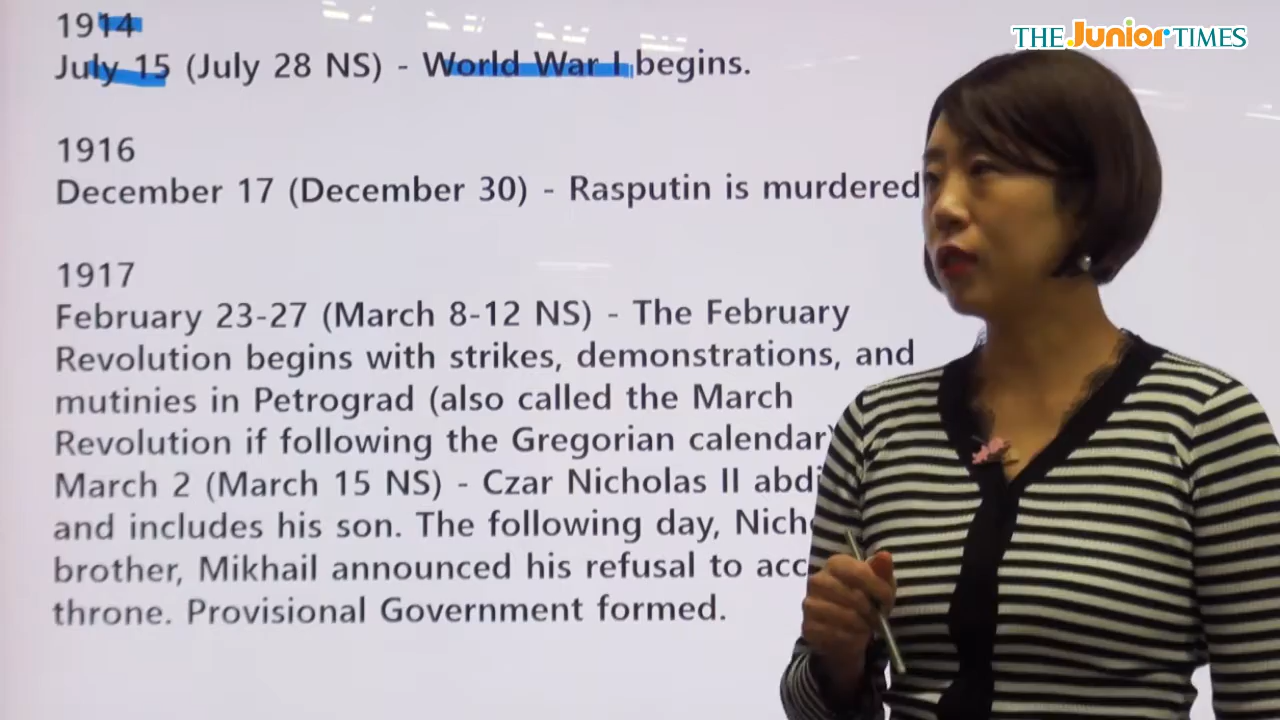 THE Junior TIMES
1914
July 15 (July 28 NS) - World War I begins.
1916
December 17 (December 30) - Rasputin is murdered
1917
February 23-27 (March 8-12 NS) - The February
Revolution begins with strikes, demonstrations, and
mutinies in Petrograd (also called the March
Revolution if following the Gregorian calendar)
March 2 (March 15 NS) - Czar Nicholas II
and includes his son. The following day,
brother, Mikhail announced his refusal to
throne. Provisional Government formed.